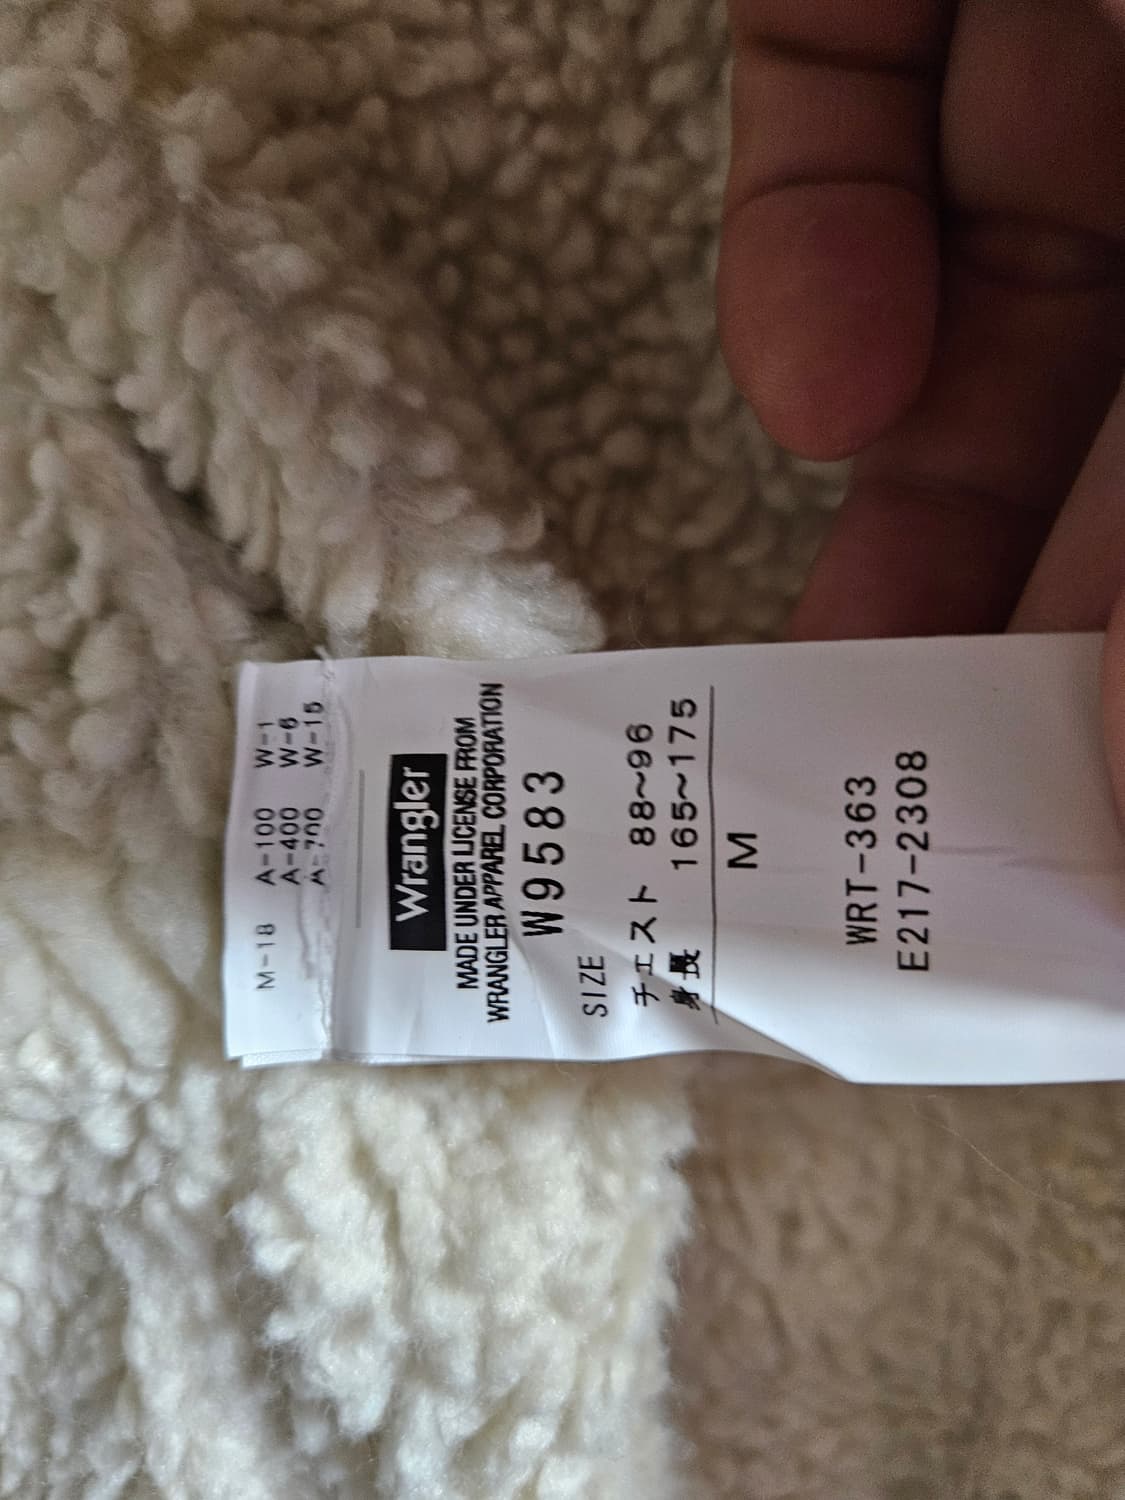 M-18 A-100 W-1
A-400 W-6
A-700 W-15
Wrangler
MADE UNDER LICENSE FROM
WRANGLER APPAREL CORPORATION
W9583
SIZE
チェスト 88~96
身長 165~175
M
WRT-363
E217-2308